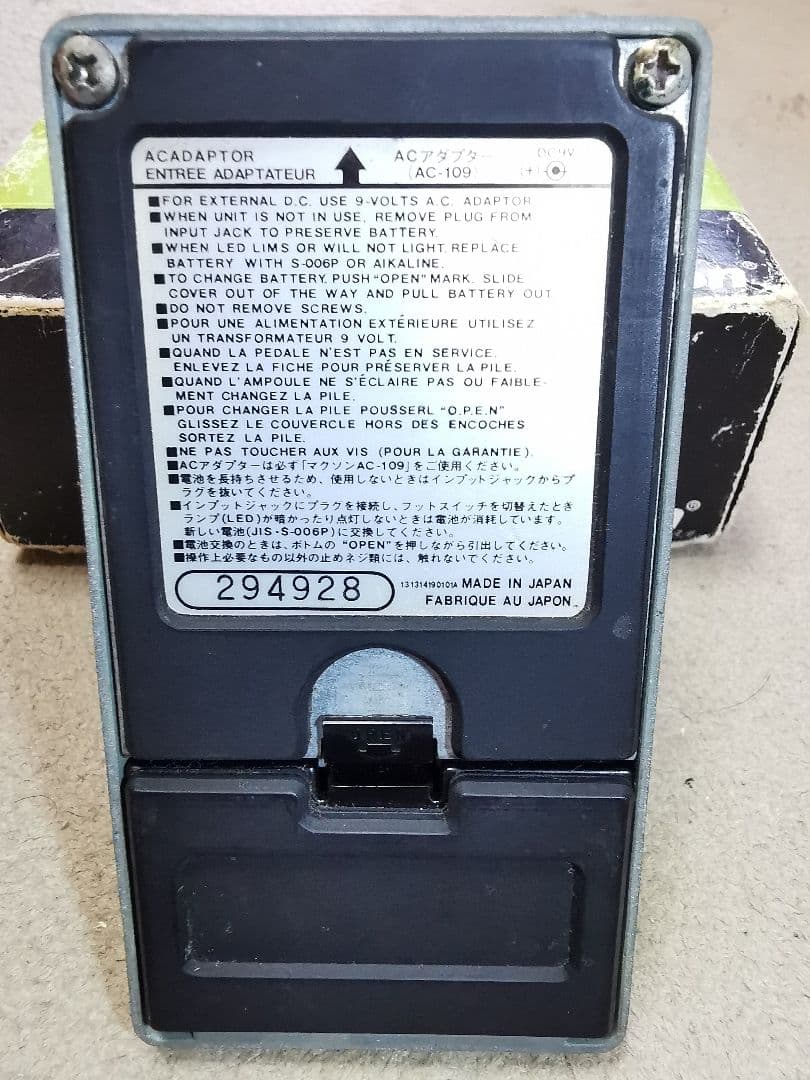 ACADAPTOR
ENTREE ADAPTATEUR
ACアダプター
(AC-109)
DC9V
(+)
■FOR EXTERNAL D.C. USE 9-VOLTS A.C. ADAPTOR
■WHEN UNIT IS NOT IN USE, REMOVE PLUG FROM
INPUT JACK TO PRESERVE BATTERY.
■WHEN LED LIMS OR WILL NOT LIGHT, REPLACE
BATTERY WITH S-006P OR AIKALINE.
■TO CHANGE BATTERY, PUSH "OPEN" MARK. SLIDE
COVER OUT OF THE WAY AND PULL BATTERY OUT
■DO NOT REMOVE SCREWS.
■POUR UNE ALIMENTATION EXTÉRIEURE UTILISEZ
UN TRANSFORMATEUR 9 VOLT.
■QUAND LA PEDALE N'EST PAS EN SERVICE.
ENLEVEZ LA FICHE POUR PRÉSERVER LA PILE.
■QUAND L'AMPOULE NE S'ÉCLAIRE PAS OU FAIBLE-
MENT CHANGEZ LA PILE.
■POUR CHANGER LA PILE POUSSERL "O.P.E.N"
GLISSEZ LE COUVERCLE HORS DES ENCOCHES
SORTEZ LA PILE.
■NE PAS TOUCHER AUX VIS (POUR LA GARANTIE).
■ACアダプターは必ず「マクソンAC-109」をご使用ください。
■電池を長持ちさせるため、使用しないときはインプットジャックからプ
ラグを抜いてください。
■インプットジャックにプラグを接続し、フットスイッチを切替えたとき
ランプ(LED)が暗かったり点灯しないときは電池が消耗しています。
新しい電池(JIS・S-006P)に交換してください。
■電池交換のときは、ボトムの "OPEN"を押しながら引出してください。
■操作上必要なもの以外の止めネジ類には、触れないでください。
294928
131314190101A MADE IN JAPAN
FABRIQUE AU JAPON
OPEN